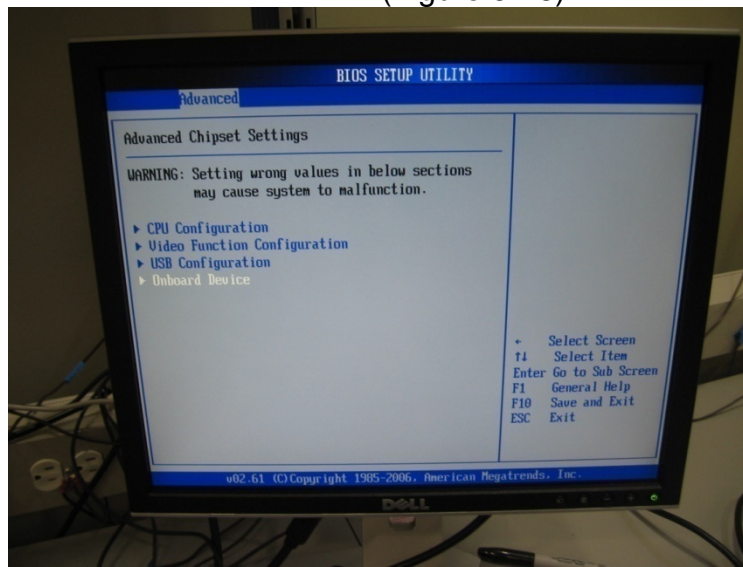 BIOS SETUP UTILITY
Advanced
Advanced Chipset Settings
WARNING: Setting wrong values in below sections
may cause system to malfunction.
▸ CPU Configuration
▸ Video Function Configuration
▸ USB Configuration
▸ Onboard Device
← Select Screen
↑↓ Select Item
Enter Go to Sub Screen
F1 General Help
F10 Save and Exit
ESC Exit
v02.61 (C)Copyright 1985-2006, American Megatrends, Inc.
DELL